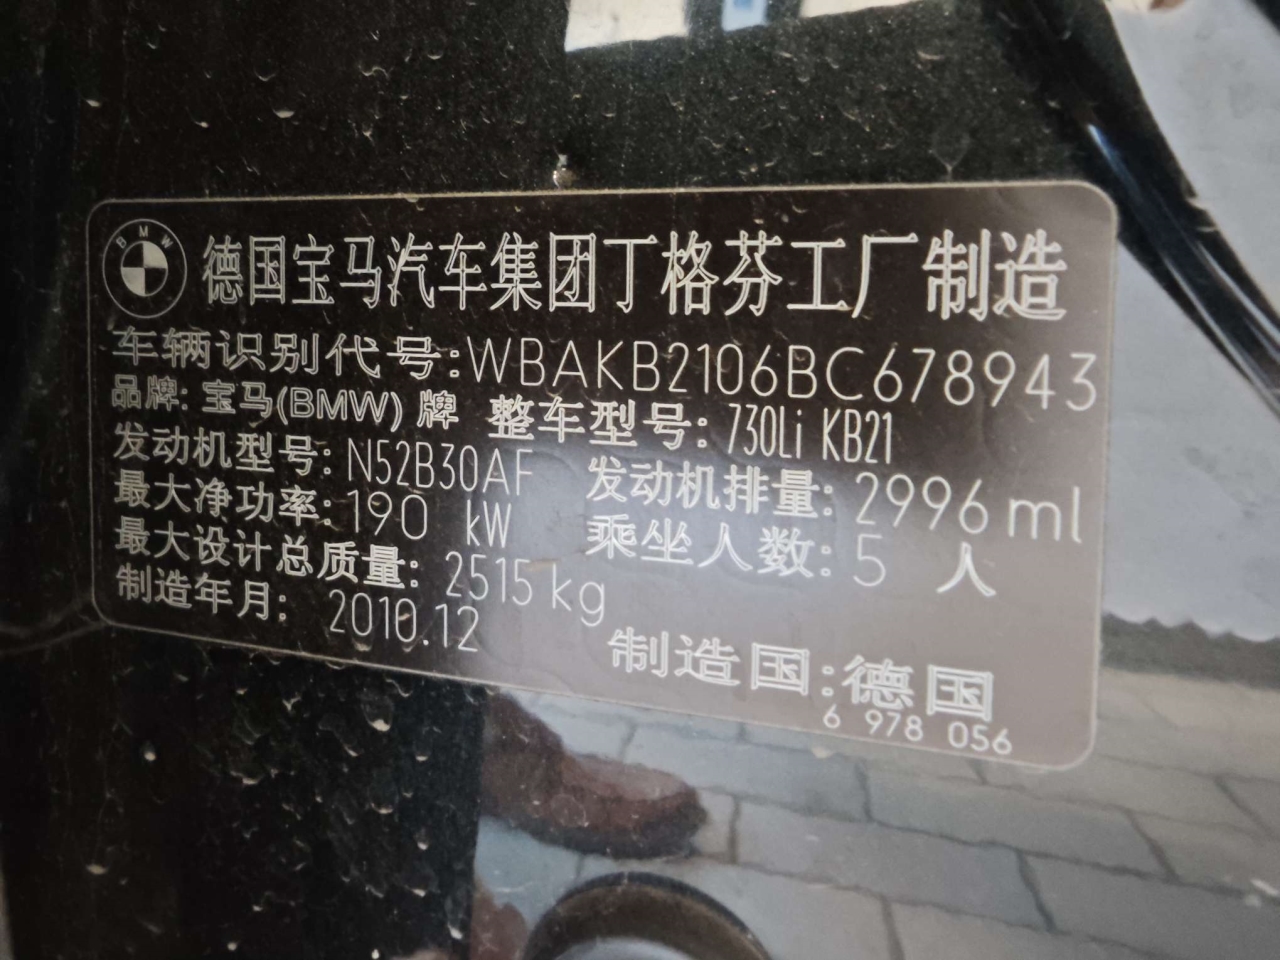 BMW 德国宝马汽车集团丁格芬工厂制造
车辆识别代号:WBAKB2106BC678943
品牌: 宝马(BMW) 牌 整车型号: 730Li KB21
发动机型号: N52B30AF 发动机排量: 2996 ml
最大净功率: 190 kW 乘坐人数: 5 人
最大设计总质量: 2515 kg
制造年月: 2010.12 制造国: 德国
6 978 056